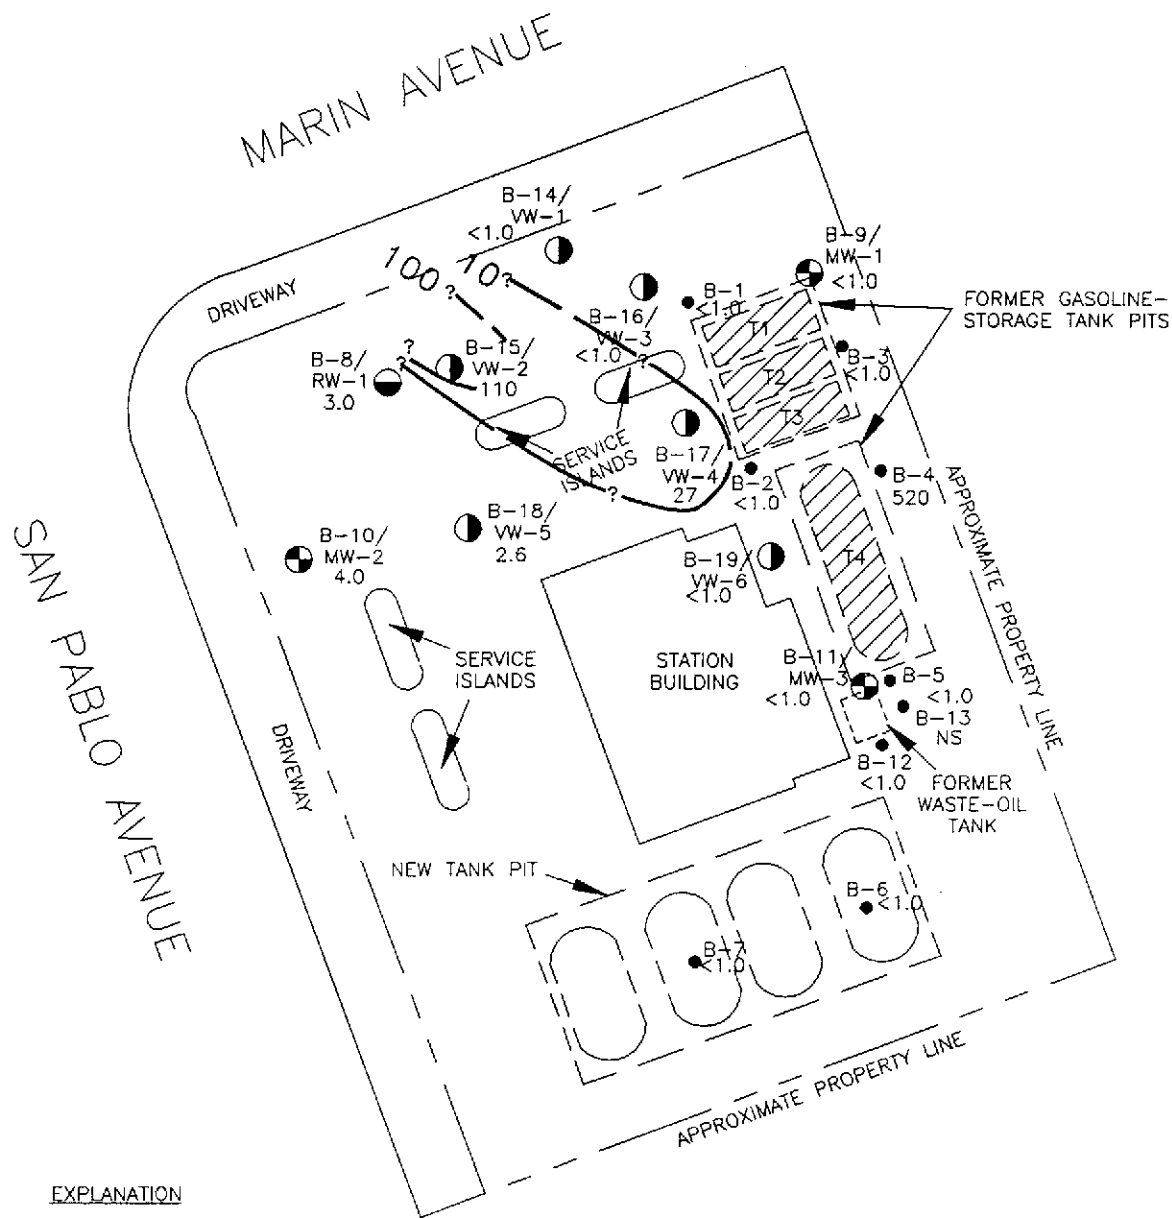 MARIN AVENUE
B-14/
VW-1
<1.0
B-9/
MW-1
<1.0
100
?
10
?
DRIVEWAY
B-1
<1.0
FORMER GASOLINE-
STORAGE TANK PITS
B-16
VW-3
<1.0
?
T1
B-3
<1.0
T2
T3
B-8/
RW-1
3.0
?
?
B-15/
VW-2
110
SERVICE
ISLANDS
?
B-17/
VW-4
27
B-2
<1.0
B-4
520
APPROXIMATE PROPERTY LINE
SAN PABLO AVENUE
B-10/
MW-2
4.0
B-18/
VW-5
2.6
B-19/
VW-6
<1.0
T4
SERVICE
ISLANDS
STATION
BUILDING
B-11/
MW-3
<1.0
B-5
<1.0
B-13
NS
B-12
<1.0
FORMER
WASTE-OIL
TANK
DRIVEWAY
NEW TANK PIT
B-6
<1.0
B-7
<1.0
APPROXIMATE PROPERTY LINE
EXPLANATION